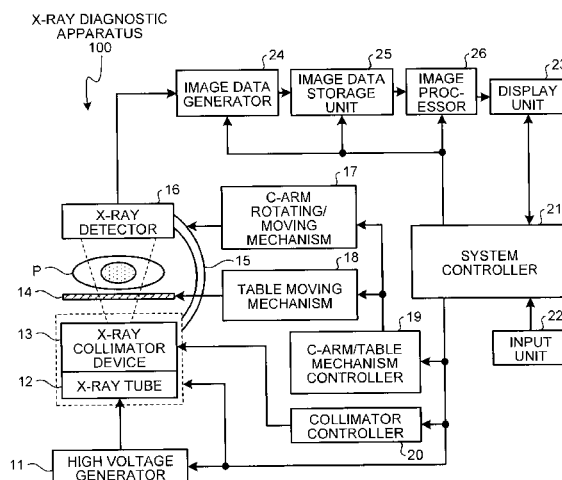 X-RAY DIAGNOSTIC
APPARATUS
100
24
25
26
23
IMAGE DATA
GENERATOR
IMAGE DATA
STORAGE
UNIT
IMAGE
PROC-
ESSOR
DISPLAY
UNIT
16
X-RAY
DETECTOR
17
C-ARM
ROTATING/
MOVING
MECHANISM
15
21
SYSTEM
CONTROLLER
P
14
18
TABLE MOVING
MECHANISM
13
X-RAY
COLLIMATOR
DEVICE
12
X-RAY TUBE
19
C-ARM/TABLE
MECHANISM
CONTROLLER
22
INPUT
UNIT
COLLIMATOR
CONTROLLER
20
11
HIGH VOLTAGE
GENERATOR